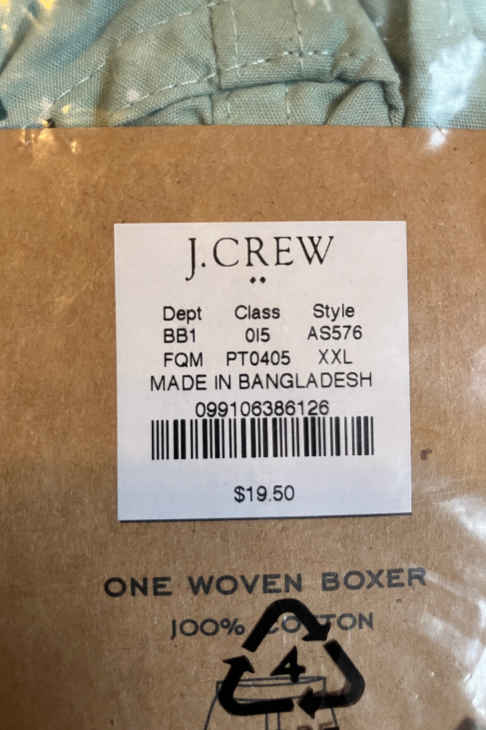 J.CREW
Dept Class Style
BB1 015 AS576
FQM PT0405 XXL
MADE IN BANGLADESH
099106386126
$19.50
ONE WOVEN BOXER
100% COTTON
4